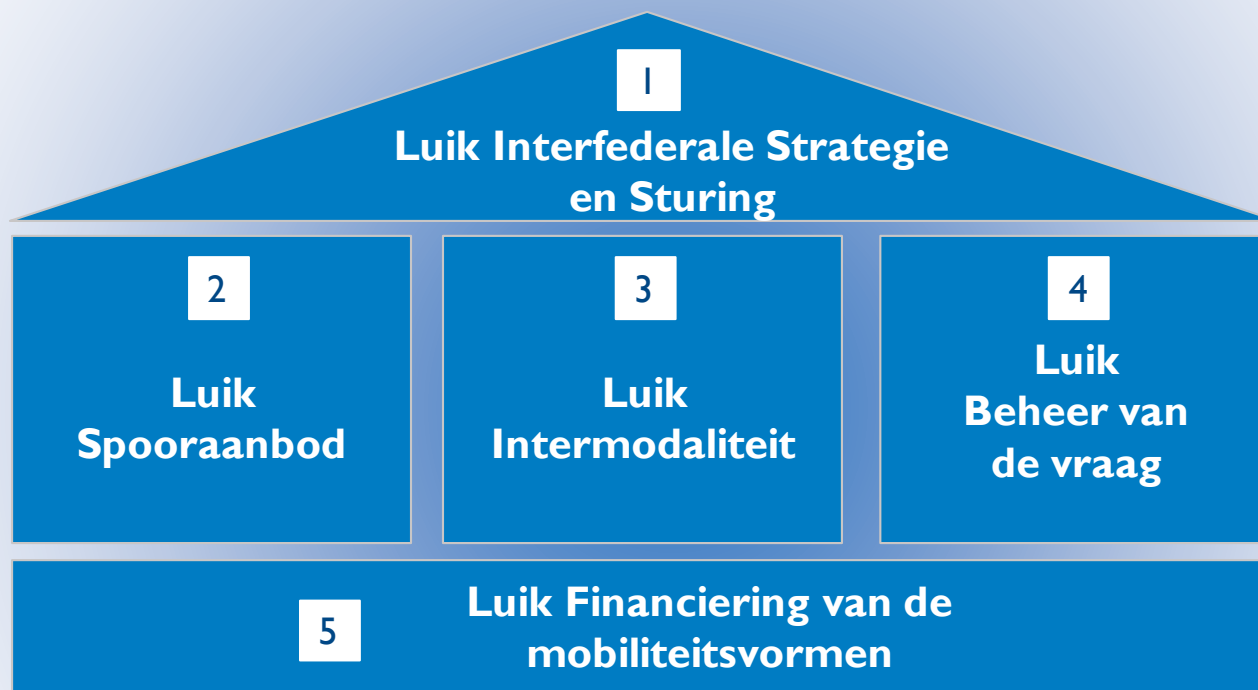 1
Luik Interfederale Strategie
en Sturing
2
Luik
Spooraanbod
3
Luik
Intermodaliteit
4
Luik
Beheer van
de vraag
5
Luik Financiering van de
mobiliteitsvormen